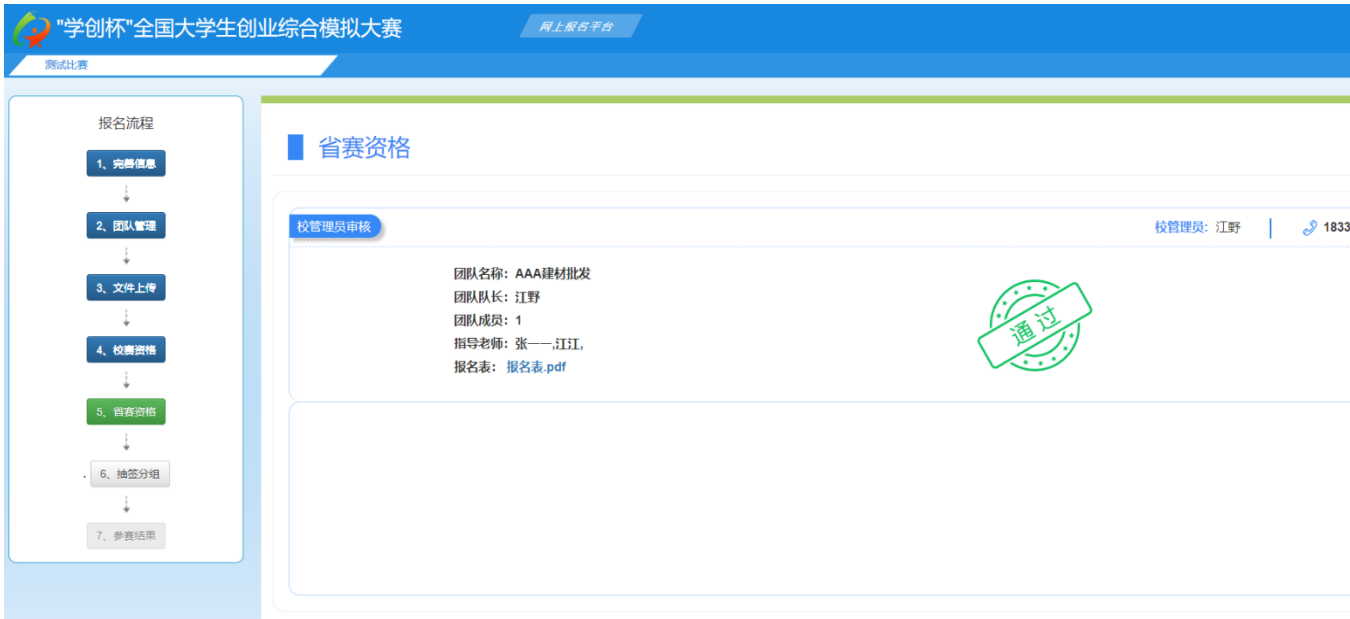 "学创杯"全国大学生创业综合模拟大赛
网上报名平台
测试比赛
报名流程
1、完善信息
2、团队管理
3、文件上传
4、校赛资格
5、省赛资格
6、抽签分组
7、参赛结果
省赛资格
校管理员审核
校管理员: 江野
1833
团队名称: AAA建材批发
团队队长: 江野
团队成员: 1
指导老师: 张一一,江江,
报名表: 报名表.pdf
通过